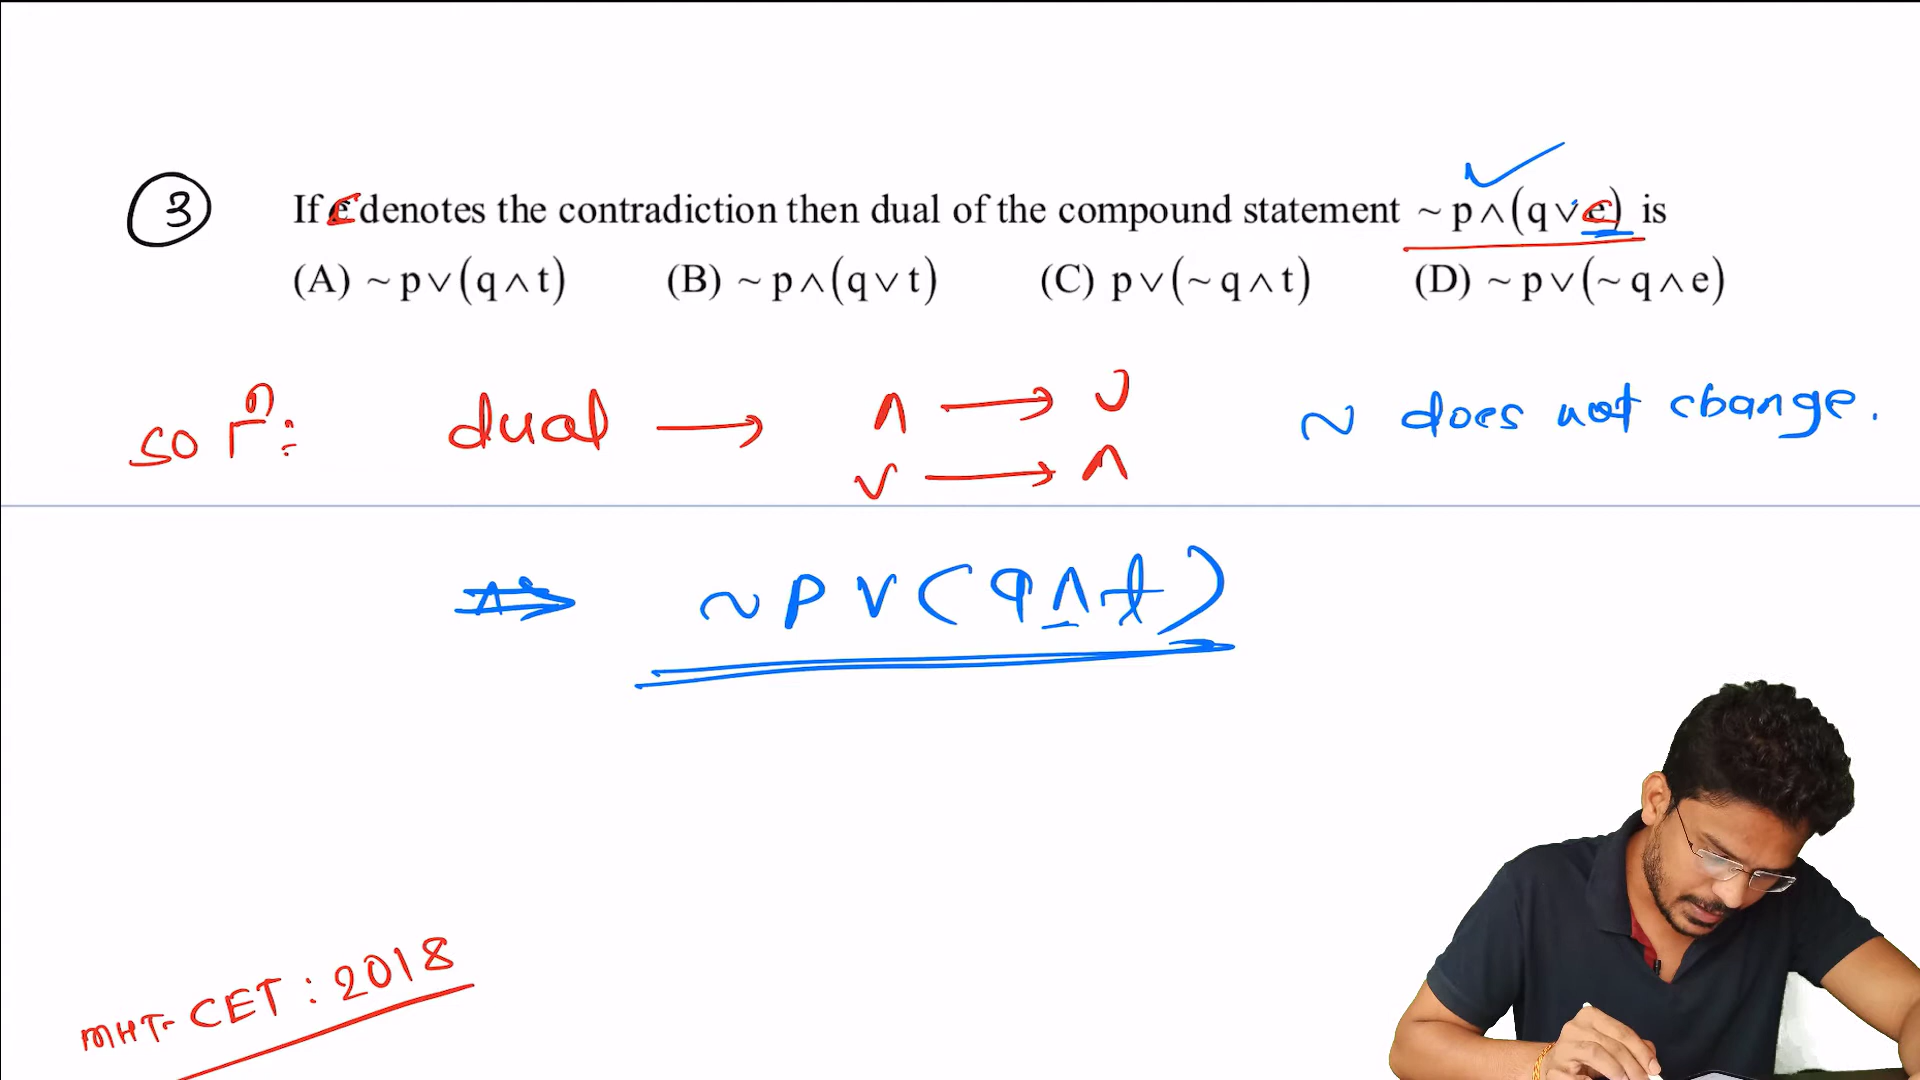 3 If c denotes the contradiction then dual of the compound statement ~ p ∧ (q ∨ c) is
(A) ~ p ∨ (q ∧ t) (B) ~ p ∧ (q ∨ t) (C) p ∨ (~ q ∧ t) (D) ~ p ∨ (~ q ∧ e)
so r^n: dual → ∧ → ∨ ~ does not change.
∨ → ∧
⇒ ~ p ∨ (q ∧ t)
MHT- CET : 2018